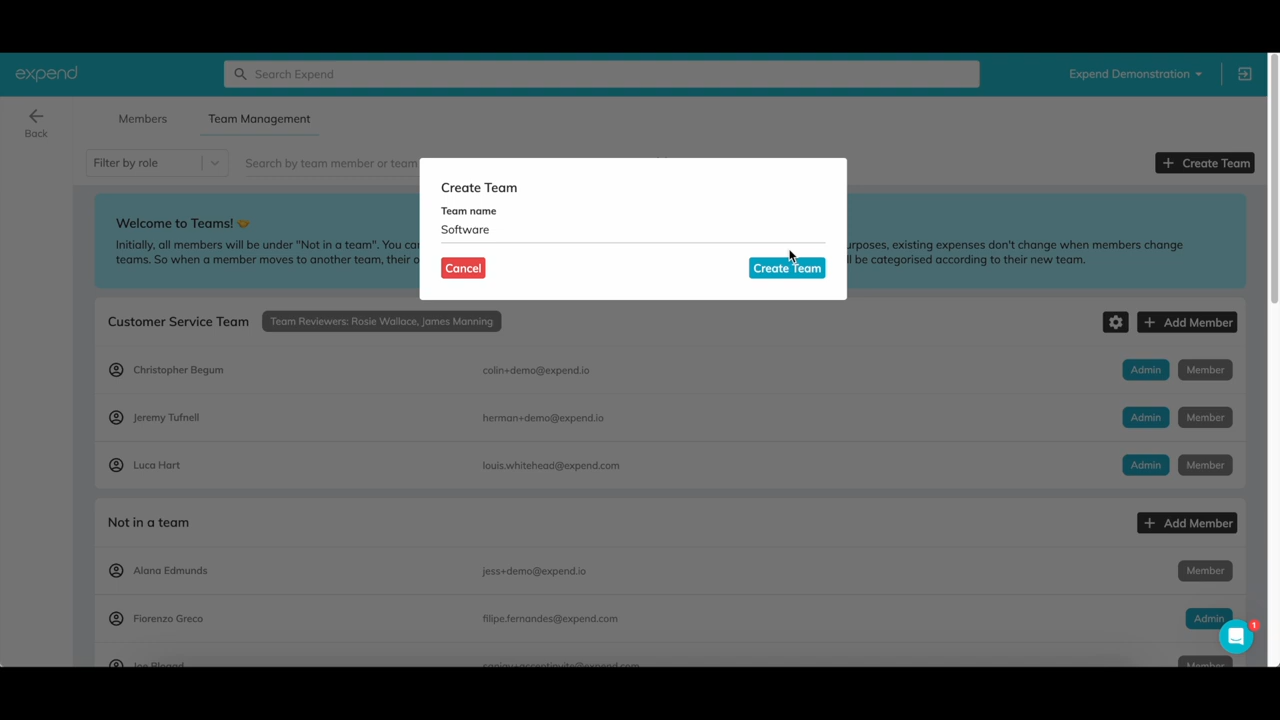 expend
Search Expend
Expend Demonstration
Back
Members
Team Management
Filter by role
Search by team member or team
+ Create Team
Create Team
Team name
Software
Cancel
Create Team
Welcome to Teams!
Initially, all members will be under "Not in a team". You can
urposes, existing expenses don't change when members change
teams. So when a member moves to another team, their o
ll be categorised according to their new team.
Customer Service Team
Team Reviewers: Rosie Wallace, James Manning
+ Add Member
Christopher Begum
colin+demo@expend.io
Admin
Member
Jeremy Tufnell
herman+demo@expend.io
Admin
Member
Luca Hart
louis.whitehead@expend.com
Admin
Member
Not in a team
+ Add Member
Alana Edmunds
jess+demo@expend.io
Member
Fiorenzo Greco
filipe.fernandes@expend.com
Admin
1
Member